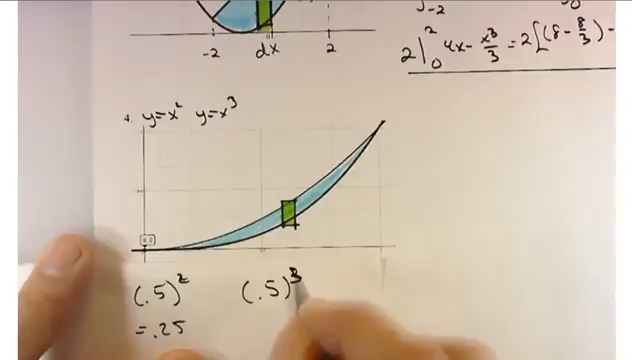 -2
-2 dx 2
2|₀² 4x - x³/3 = 2[(8 - 8/3) -
4. y=x² y=x³
(.5)² (.5)³
=.25